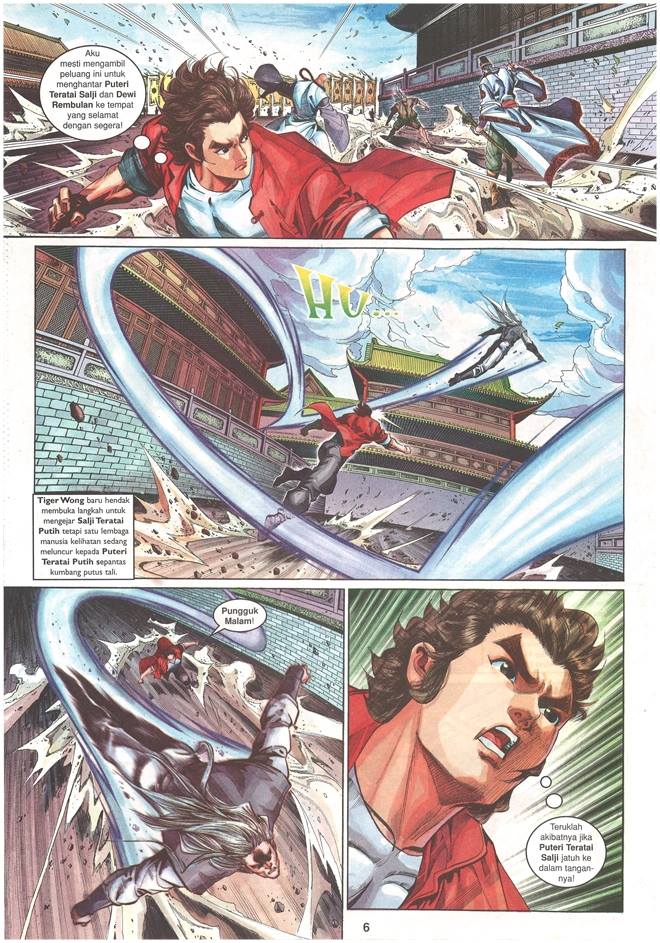 Aku
mesti mengambil
peluang ini untuk
menghantar Puteri
Teratai Salji dan Dewi
Rembulan ke tempat
yang selamat
dengan segera!
HU...
Tiger Wong baru hendak
membuka langkah untuk
mengejar Salji Teratai
Putih tetapi satu lembaga
manusia kelihatan sedang
meluncur kepada Puteri
Teratai Putih sepantas
kumbang putus tali.
Pungguk
Malam!
Teruklah
akibatnya jika
Puteri Teratai
Salji jatuh ke
dalam tangan-
nya!
6